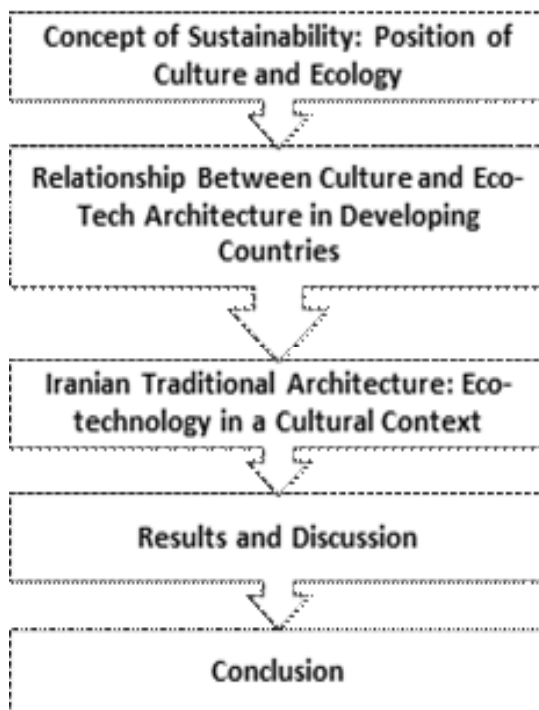 Concept of Sustainability: Position of
Culture and Ecology
Relationship Between Culture and Eco-
Tech Architecture in Developing
Countries
Iranian Traditional Architecture: Eco-
technology in a Cultural Context
Results and Discussion
Conclusion